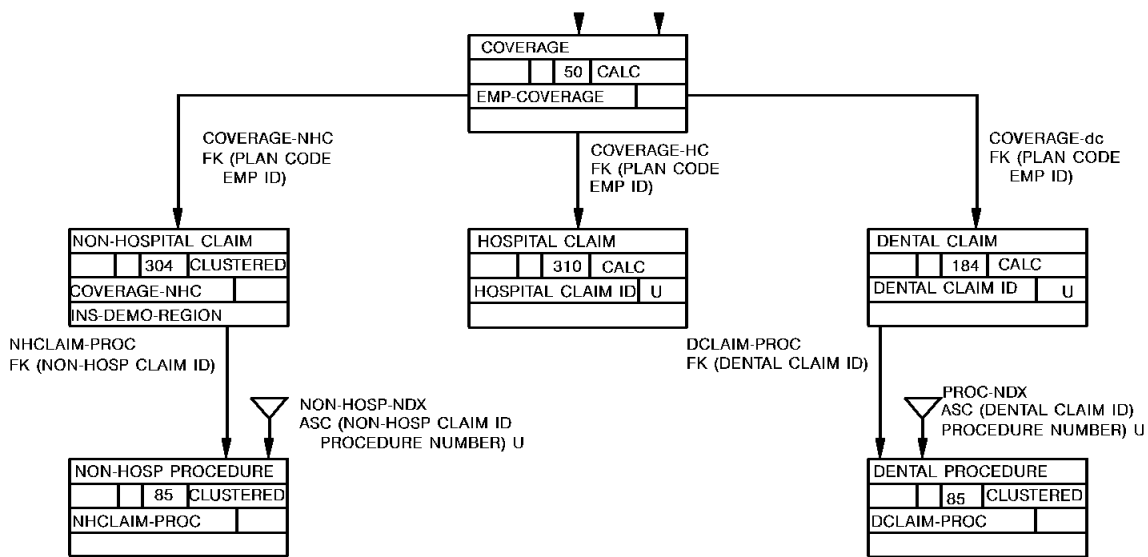 COVERAGE
50 CALC
EMP-COVERAGE
COVERAGE-NHC
FK (PLAN CODE
EMP ID)
COVERAGE-HC
FK (PLAN CODE
EMP ID)
COVERAGE-dc
FK (PLAN CODE
EMP ID)
NON-HOSPITAL CLAIM
304 CLUSTERED
COVERAGE-NHC
INS-DEMO-REGION
HOSPITAL CLAIM
310 CALC
HOSPITAL CLAIM ID U
DENTAL CLAIM
184 CALC
DENTAL CLAIM ID U
NHCLAIM-PROC
FK (NON-HOSP CLAIM ID)
NON-HOSP-NDX
ASC (NON-HOSP CLAIM ID
PROCEDURE NUMBER) U
DCLAIM-PROC
FK (DENTAL CLAIM ID)
PROC-NDX
ASC (DENTAL CLAIM ID)
PROCEDURE NUMBER) U
NON-HOSP PROCEDURE
85 CLUSTERED
NHCLAIM-PROC
DENTAL PROCEDURE
85 CLUSTERED
DCLAIM-PROC